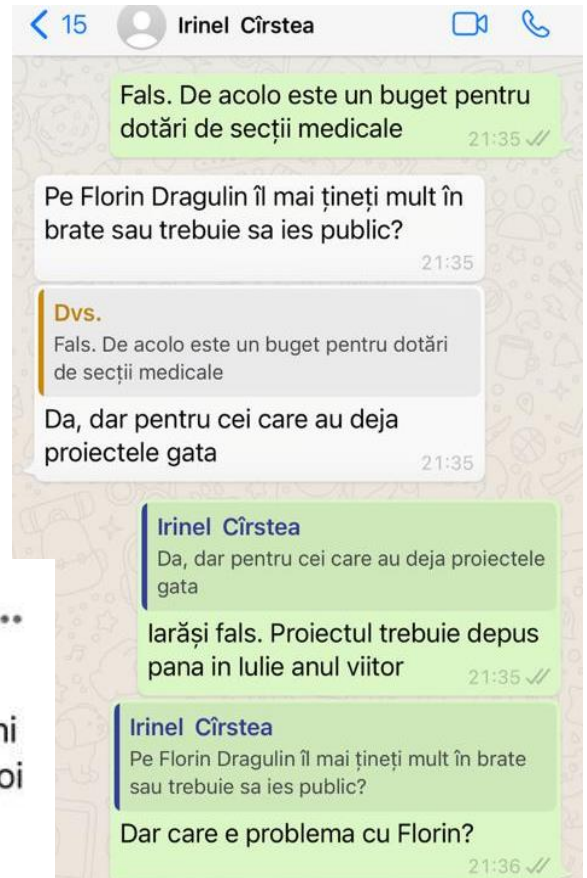 15 Irinel Cîrstea
Fals. De acolo este un buget pentru
dotări de secții medicale
21:35
Pe Florin Dragulin îl mai țineți mult în
brate sau trebuie sa ies public?
21:35
Dvs.
Fals. De acolo este un buget pentru dotări
de secții medicale
Da, dar pentru cei care au deja
proiectele gata
21:35
Irinel Cîrstea
Da, dar pentru cei care au deja proiectele
gata
Iarăși fals. Proiectul trebuie depus
pana in Iulie anul viitor
21:35
Irinel Cîrstea
Pe Florin Dragulin îl mai țineți mult în brate
sau trebuie sa ies public?
Dar care e problema cu Florin?
21:36